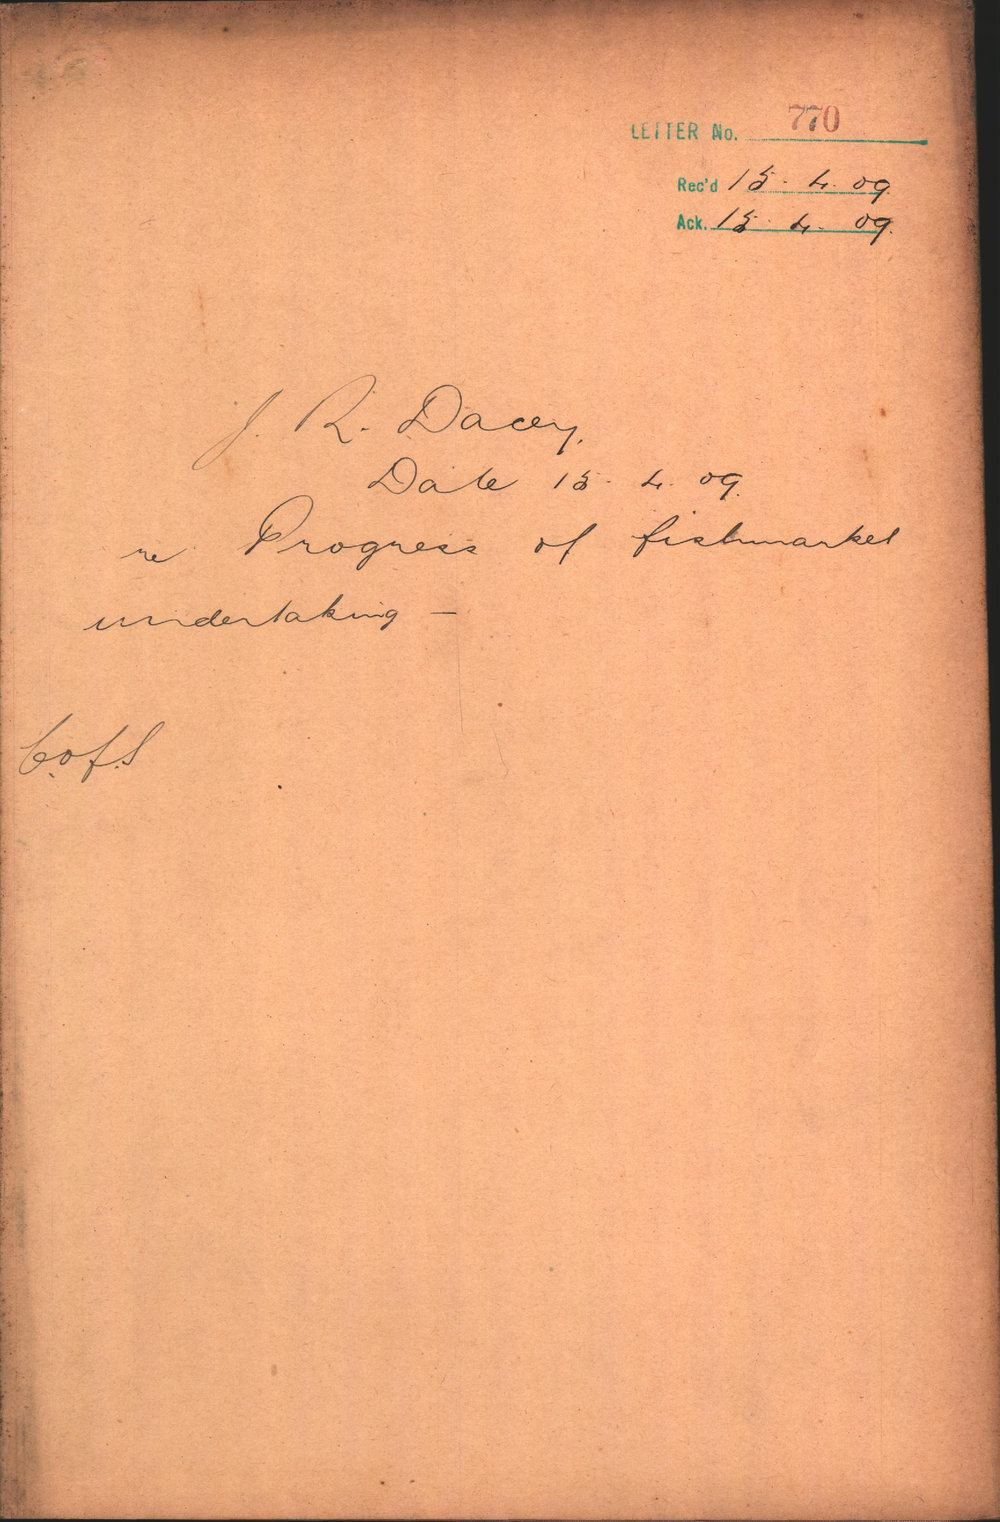 LETTER No. 770
Rec'd 15. 4. 09.
Ack. 15. 4. 09.
J. R. Dacey,
Date 15. 4. 09.
re Progress of fishmarket
undertaking —
C.of.S